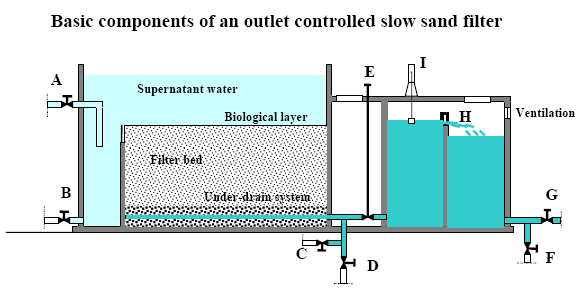 Basic components of an outlet controlled slow sand filter
A
E
I
Supernatant water
Biological layer
H
Ventilation
Filter bed
B
Under-drain system
G
C
D
F